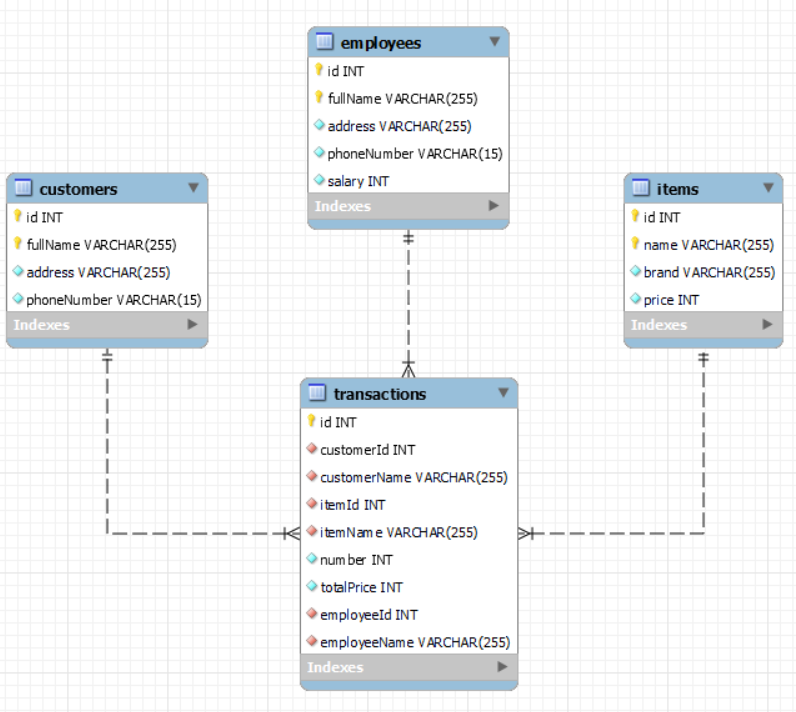 employees
id INT
fullName VARCHAR(255)
address VARCHAR(255)
phoneNumber VARCHAR(15)
salary INT
Indexes
customers
id INT
fullName VARCHAR(255)
address VARCHAR(255)
phoneNumber VARCHAR(15)
Indexes
items
id INT
name VARCHAR(255)
brand VARCHAR(255)
price INT
Indexes
transactions
id INT
customerId INT
customerName VARCHAR(255)
itemId INT
itemName VARCHAR(255)
number INT
totalPrice INT
employeeId INT
employeeName VARCHAR(255)
Indexes